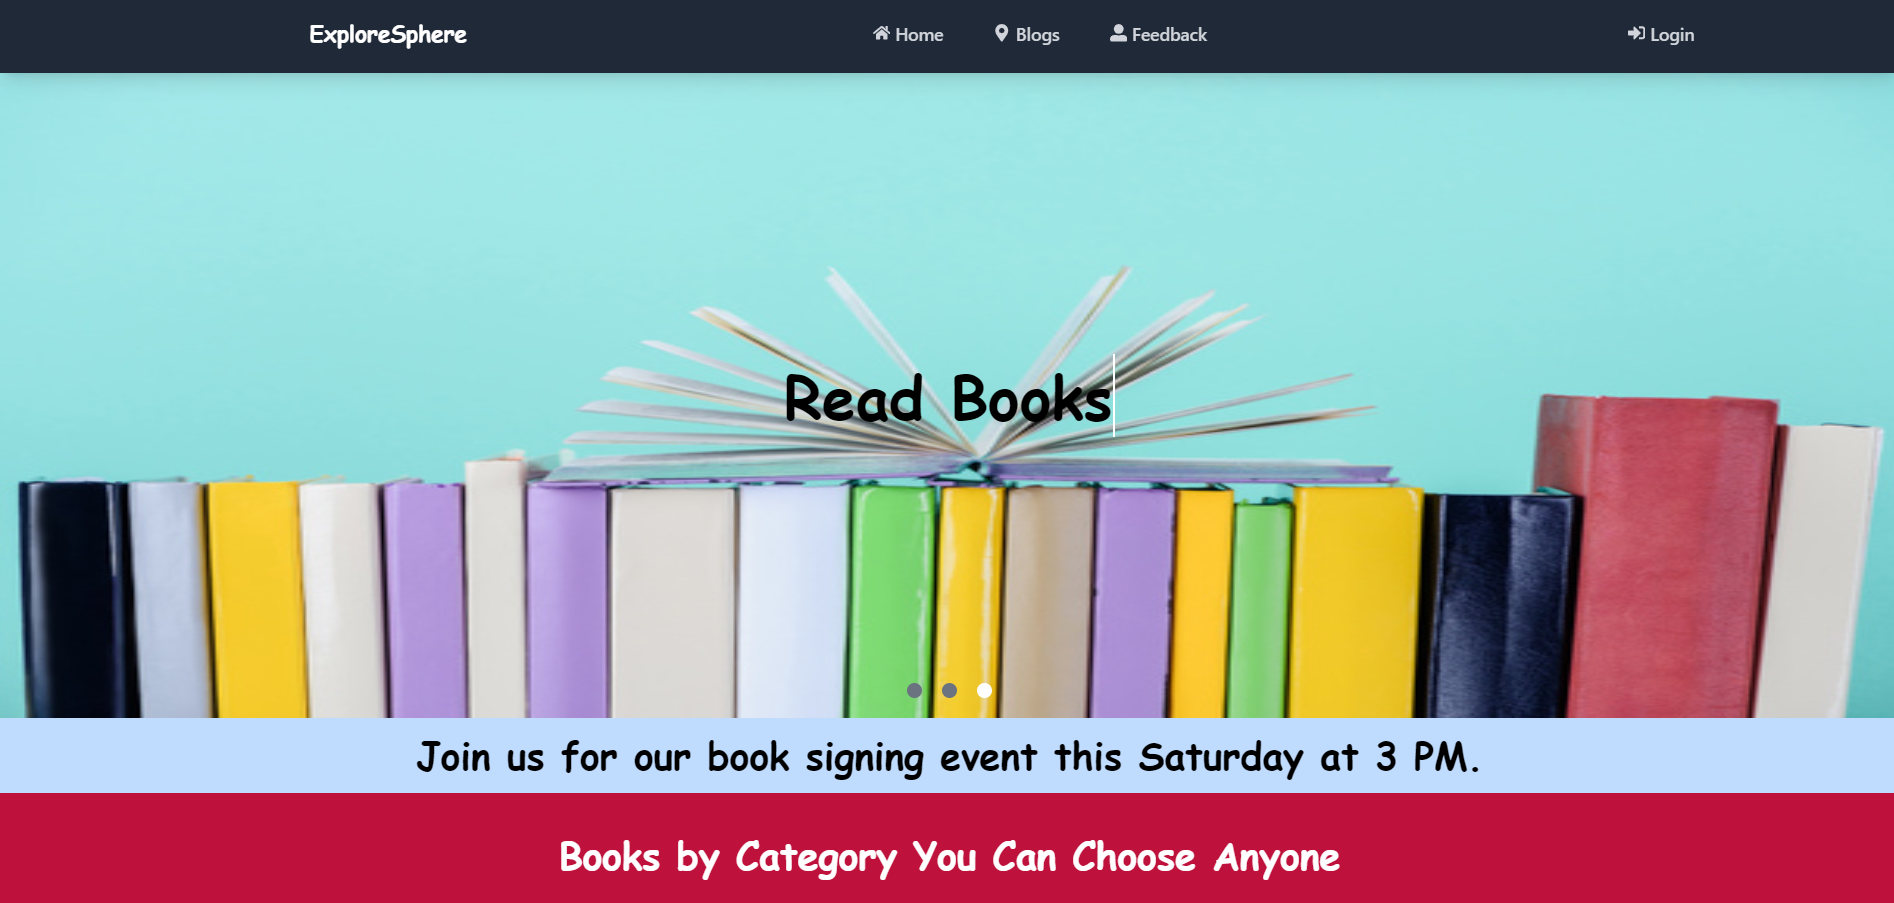 ExploreSphere
Home
Blogs
Feedback
Login
Read Books
Join us for our book signing event this Saturday at 3 PM.
Books by Category You Can Choose Anyone